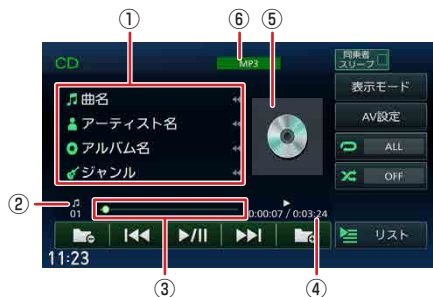 ① ⑥ ⑤
CD MP3 同乗者
スリープ
曲名
アーティスト名
アルバム名
ジャンル
表示モード
AV設定
ALL
OFF
②
01
0:00:07 / 0:03:24
リスト
11:23
③ ④